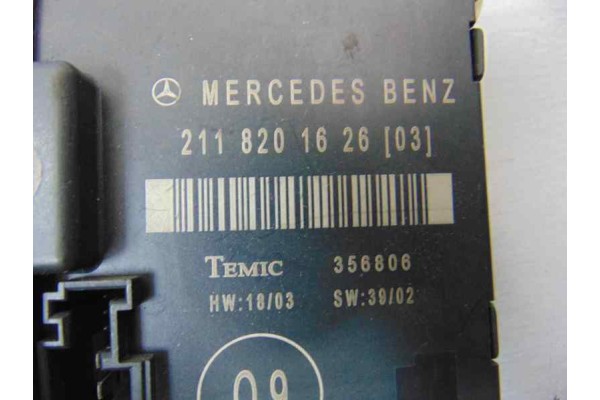 MERCEDES BENZ
211 820 16 26 [03]
TEMIC 356806
HW:18/03 SW:39/02
09